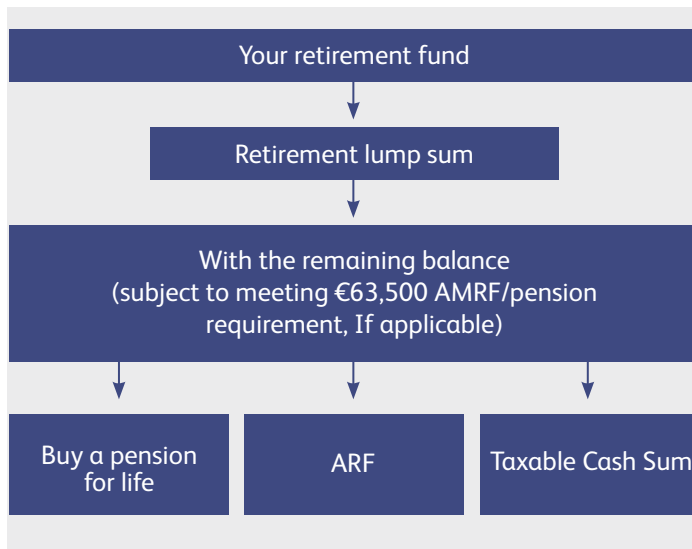 Your retirement fund
Retirement lump sum
With the remaining balance
(subject to meeting €63,500 AMRF/pension
requirement, If applicable)
Buy a pension
for life
ARF
Taxable Cash Sum